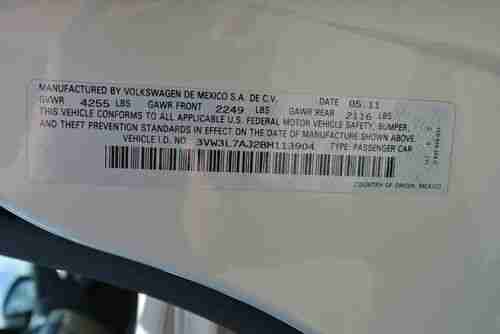 MANUFACTURED BY VOLKSWAGEN DE MEXICO S.A. DE C.V. DATE 05.11
GVWR 4255 LBS GAWR FRONT 2249 LBS GAWR REAR 2116 LBS
THIS VEHICLE CONFORMS TO ALL APPLICABLE U.S. FEDERAL MOTOR VEHICLE SAFETY, BUMPER,
AND THEFT PREVENTION STANDARDS IN EFFECT ON THE DATE OF MANUFACTURE SHOWN ABOVE.
VEHICLE I.D. NO. 3VW3L7AJ2BM113904 TYPE: PASSENGER CAR
COUNTRY OF ORIGIN: MEXICO